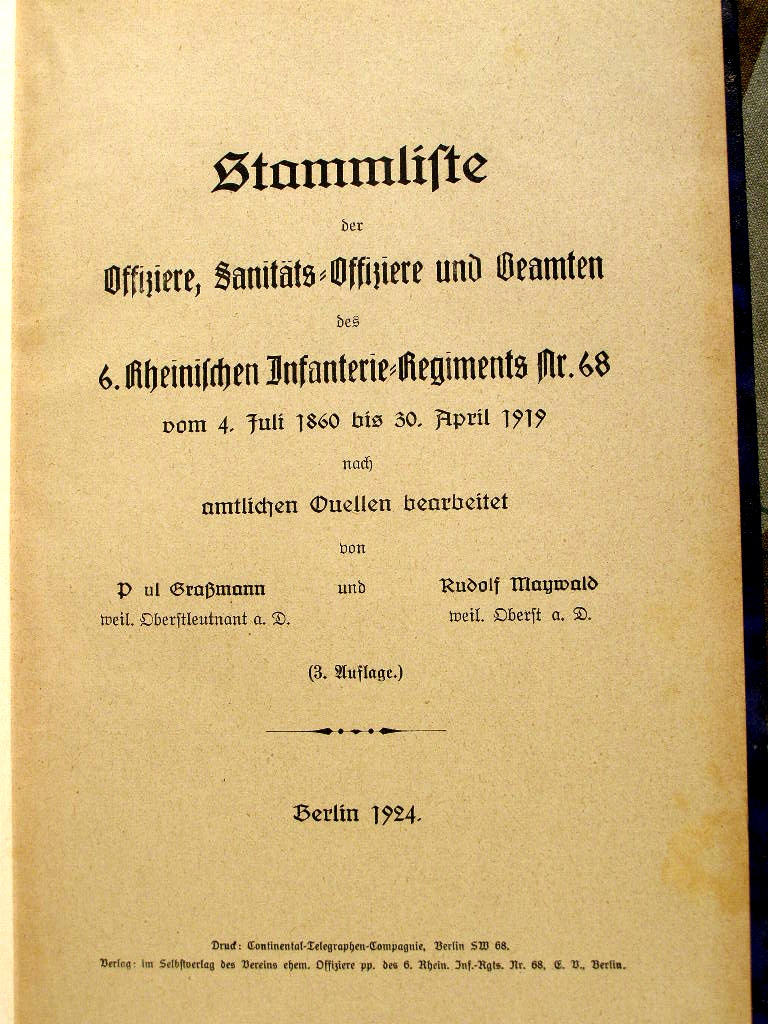 Stammliste
der
Offiziere, Sanitäts-Offiziere und Beamten
des
6. Rheinischen Infanterie-Regiments Nr. 68
vom 4. Juli 1860 bis 30. April 1919
nach
amtlichen Quellen bearbeitet
von
P ul Graßmann und Rudolf Maywald
weil. Oberstleutnant a. D. weil. Oberst a. D.
(3. Auflage.)
Berlin 1924.
Druck: Continental-Telegraphen-Compagnie, Berlin SW 68.
Verlag: im Selbstverlag des Vereins ehem. Offiziere pp. des 6. Rhein. Inf.-Rgts. Nr. 68, E. V., Berlin.